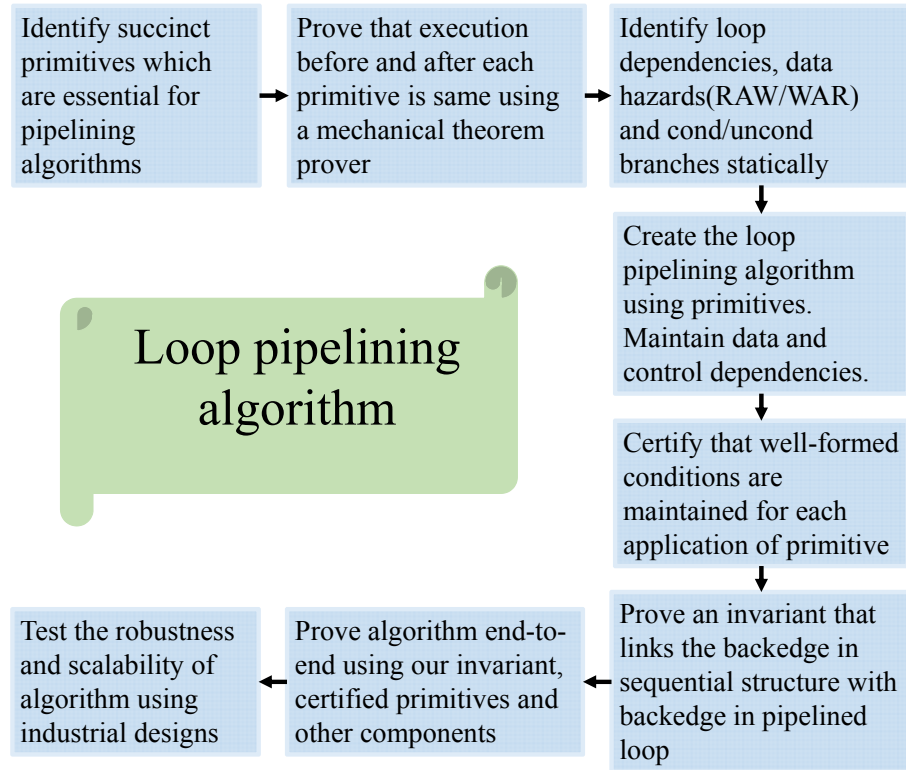 Identify succinct
primitives which
are essential for
pipelining
algorithms
Prove that execution
before and after each
primitive is same using
a mechanical theorem
prover
Identify loop
dependencies, data
hazards(RAW/WAR)
and cond/uncond
branches statically
Create the loop
pipelining algorithm
using primitives.
Maintain data and
control dependencies.
Loop pipelining
algorithm
Certify that well-formed
conditions are
maintained for each
application of primitive
Prove an invariant that
links the backedge in
sequential structure with
backedge in pipelined
loop
Prove algorithm end-to-
end using our invariant,
certified primitives and
other components
Test the robustness
and scalability of
algorithm using
industrial designs